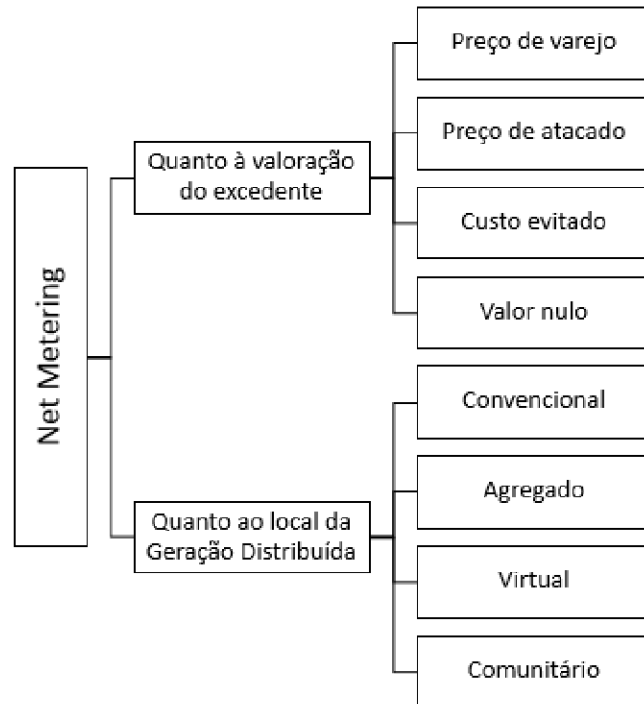 Net Metering
Quanto à valoração
do excedente
Preço de varejo
Preço de atacado
Custo evitado
Valor nulo
Quanto ao local da
Geração Distribuída
Convencional
Agregado
Virtual
Comunitário